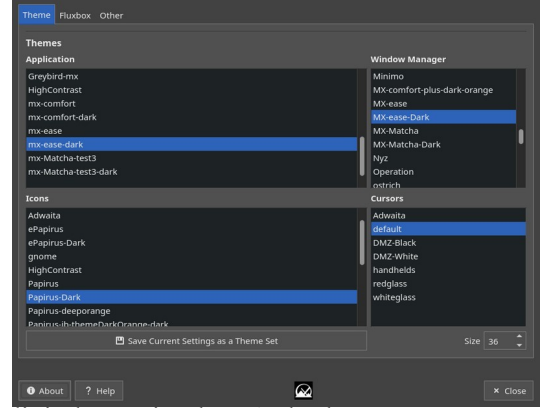 Theme Fluxbox Other
Themes
Application
Greybird-mx
HighContrast
mx-comfort
mx-comfort-dark
mx-ease
mx-ease-dark
mx-Matcha-test3
mx-Matcha-test3-dark
Window Manager
Minimo
MX-comfort-plus-dark-orange
MX-ease
MX-ease-Dark
MX-Matcha
MX-Matcha-Dark
Nyz
Operation
ostrich
Icons
Adwaita
ePapirus
ePapirus-Dark
gnome
HighContrast
Papirus
Papirus-Dark
Papirus-deeporange
Papirus-jb-themeDarkOrange-dark
Cursors
Adwaita
default
DMZ-Black
DMZ-White
handhelds
redglass
whiteglass
Save Current Settings as a Theme Set
Size 36
About ? Help
Close